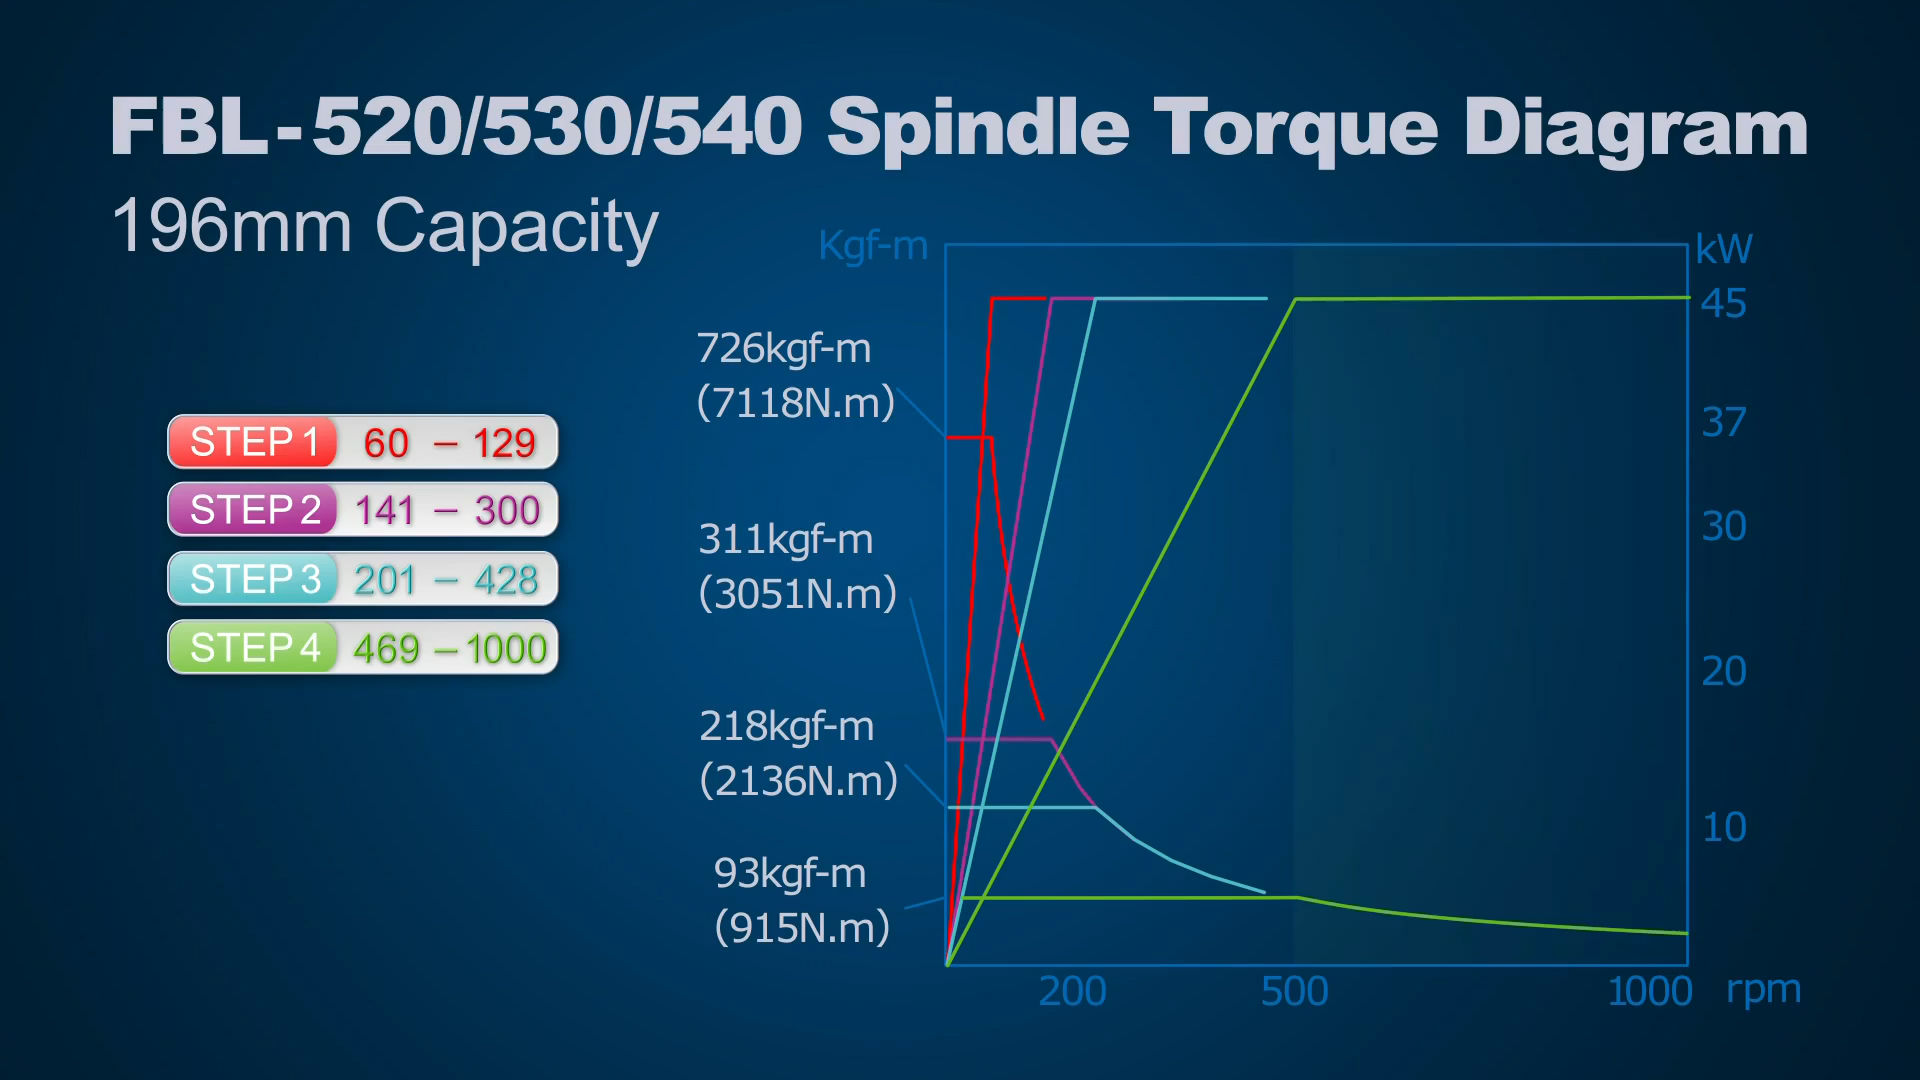 FBL-520/530/540 Spindle Torque Diagram
196mm Capacity
Kgf-m
kW
45
726kgf-m
(7118N.m)
37
STEP 1 60 – 129
STEP 2 141 – 300
30
311kgf-m
(3051N.m)
STEP 3 201 – 428
STEP 4 469 – 1000
20
218kgf-m
(2136N.m)
10
93kgf-m
(915N.m)
200 500 1000 rpm